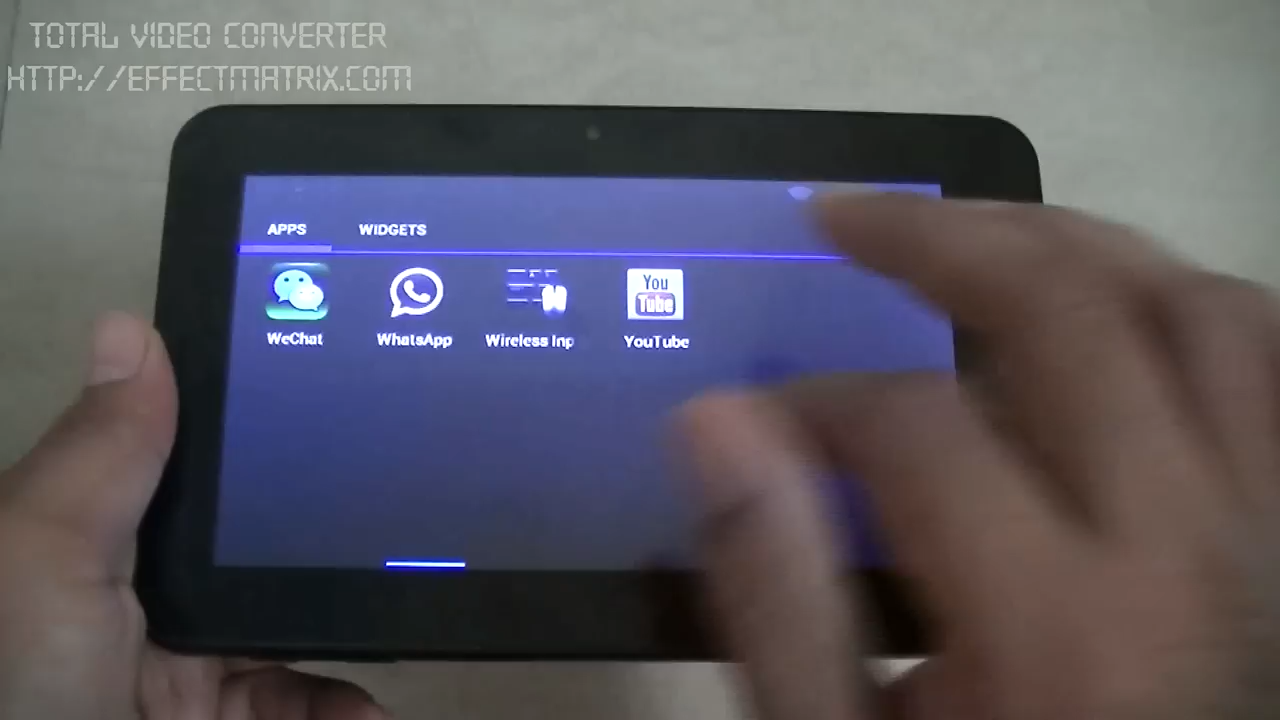 TOTAL VIDEO CONVERTER
HTTP://EFFECTMATRIX.COM
APPS WIDGETS
WeChat WhatsApp Wireless Inp YouTube
You
Tube